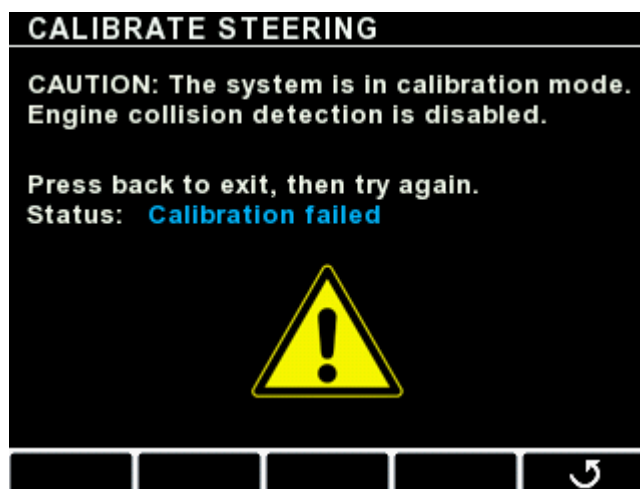 CALIBRATE STEERING
CAUTION: The system is in calibration mode.
Engine collision detection is disabled.
Press back to exit, then try again.
Status: Calibration failed